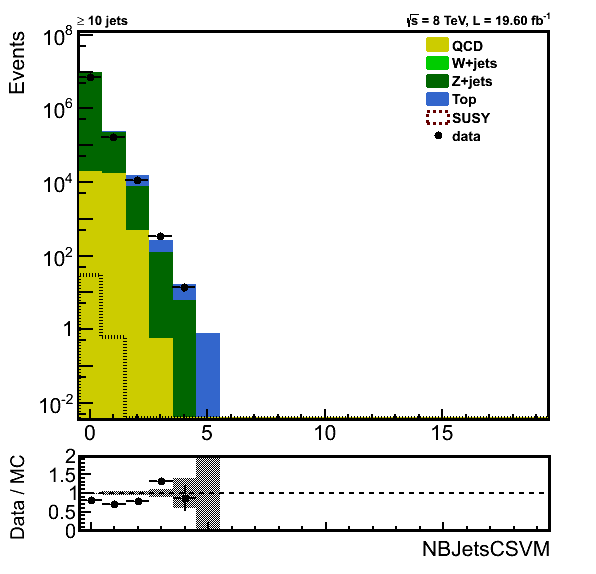 ≥ 10 jets
√s = 8 TeV, L = 19.60 fb⁻¹
Events
10⁸
10⁶
10⁴
10²
1
10⁻²
QCD
W+jets
Z+jets
Top
SUSY
data
0 5 10 15
Data / MC
2
1.5
1
0.5
0
NBJetsCSVM